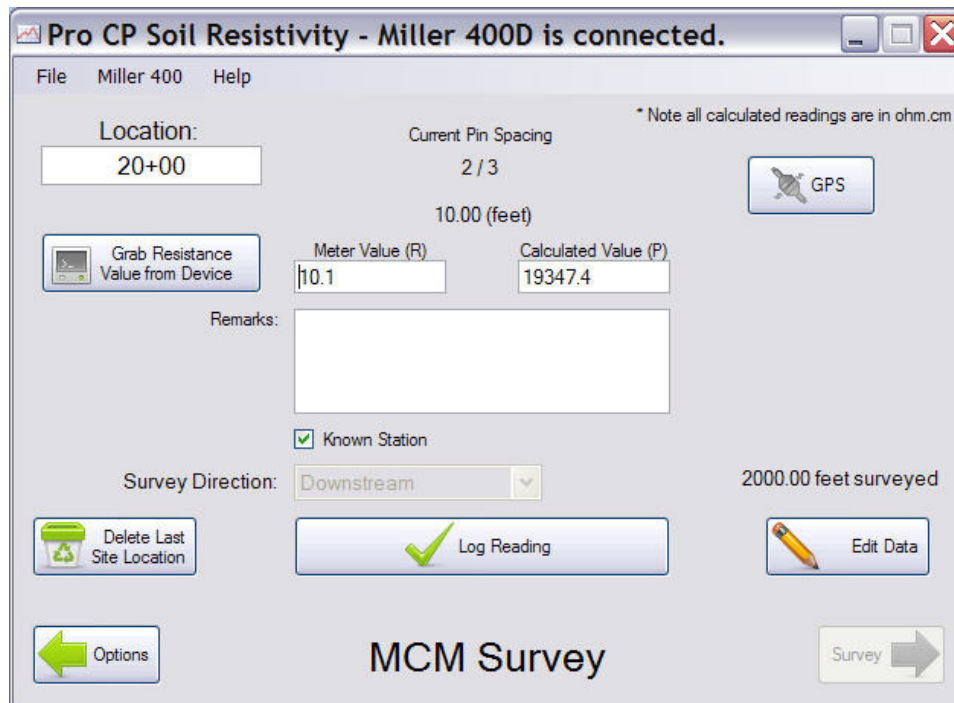 Pro CP Soil Resistivity - Miller 400D is connected.
File Miller 400 Help
* Note all calculated readings are in ohm.cm
Location:
Current Pin Spacing
20+00
2 / 3
GPS
10.00 (feet)
Grab Resistance
Value from Device
Meter Value (R)
Calculated Value (P)
10.1
19347.4
Remarks:
Known Station
Survey Direction:
Downstream
2000.00 feet surveyed
Delete Last
Site Location
Log Reading
Edit Data
Options
MCM Survey
Survey